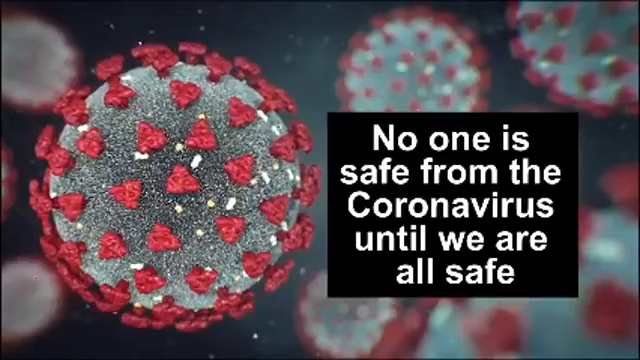 No one is
safe from the
Coronavirus
until we are
all safe